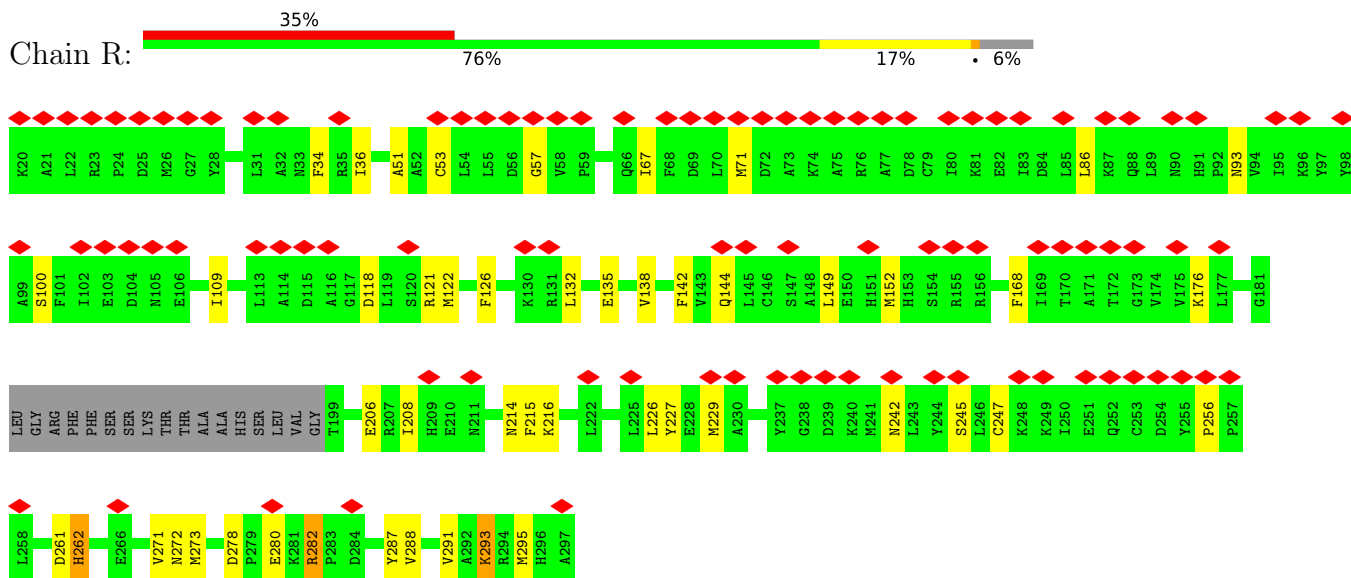 35%
Chain R:
76% 17% • 6%
K20 A21 L22 R23 P24 D25 M26 G27 Y28 L31 A32 N33 F34 R35 I36 A51 A52 C53 L54 L55 D56 G57 V58 P59 Q66 I67 F68 D69 L70 M71 D72 A73 K74 A75 R76 A77 D78 C79 I80 K81 E82 I83 D84 L85 L86 K87 Q88 L89 N90 H91 P92 N93 V94 I95 K96 Y97 Y98
A99 S100 F101 I102 E103 D104 N105 E106 I109 L113 A114 D115 A116 G117 D118 L119 S120 R121 M122 F126 K130 R131 L132 E135 V138 F142 V143 Q144 L145 C146 S147 A148 L149 E150 H151 M152 H153 S154 R155 R156 F168 I169 T170 A171 T172 G173 V174 V175 K176 L177 G181
LEU GLY ARG PHE PHE SER SER LYS THR THR ALA ALA HIS SER LEU VAL GLY T199 E206 R207 I208 H209 E210 N211 N214 F215 K216 L222 L225 L226 Y227 E228 M229 A230 Y237 G238 D239 K240 M241 N242 L243 Y244 S245 L246 C247 K248 K249 I250 E251 Q252 C253 D254 Y255 P256 P257
L258 D261 H262 E266 V271 N272 M273 D278 P279 E280 K281 R282 P283 D284 Y287 V288 V291 A292 K293 R294 M295 H296 A297